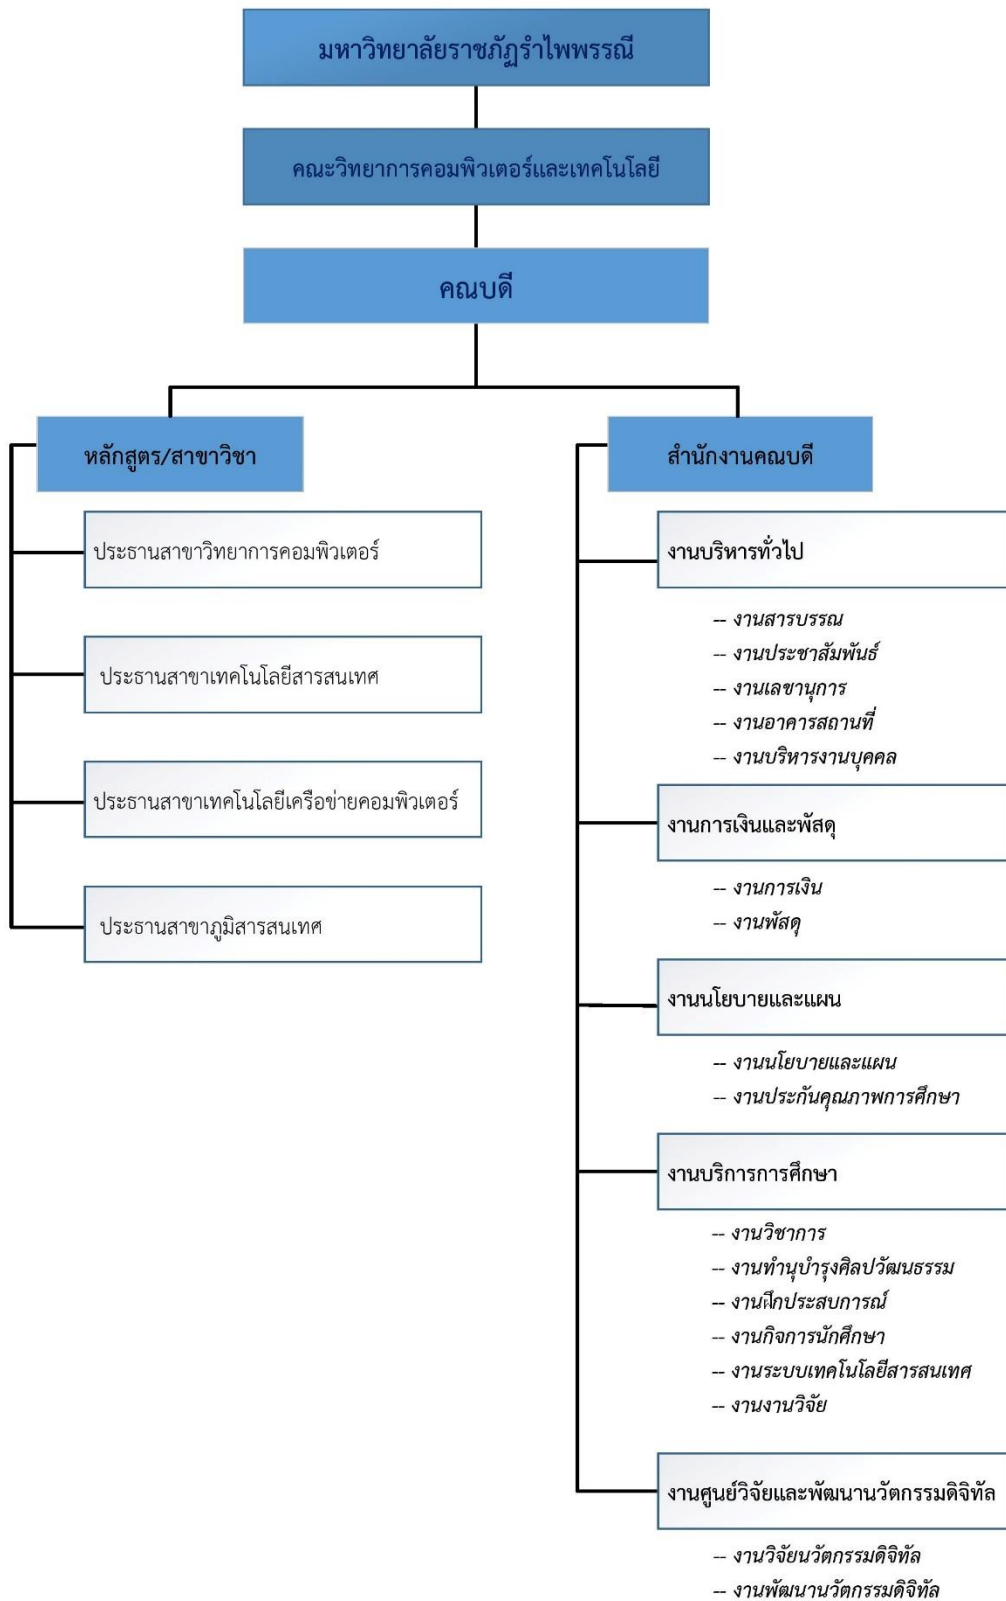 มหาวิทยาลัยราชภัฏรำไพพรรณี
คณะวิทยาการคอมพิวเตอร์และเทคโนโลยี
คณบดี
หลักสูตร/สาขาวิชา
ประธานสาขาวิทยาการคอมพิวเตอร์
ประธานสาขาเทคโนโลยีสารสนเทศ
ประธานสาขาเทคโนโลยีเครือข่ายคอมพิวเตอร์
ประธานสาขาภูมิสารสนเทศ
สำนักงานคณบดี
งานบริหารทั่วไป
-- งานสารบรรณ
-- งานประชาสัมพันธ์
-- งานเลขานุการ
-- งานอาคารสถานที่
-- งานบริหารงานบุคคล
งานการเงินและพัสดุ
-- งานการเงิน
-- งานพัสดุ
งานนโยบายและแผน
-- งานนโยบายและแผน
-- งานประกันคุณภาพการศึกษา
งานบริการการศึกษา
-- งานวิชาการ
-- งานทำนุบำรุงศิลปวัฒนธรรม
-- งานฝึกประสบการณ์
-- งานกิจการนักศึกษา
-- งานระบบเทคโนโลยีสารสนเทศ
-- งานงานวิจัย
งานศูนย์วิจัยและพัฒนานวัตกรรมดิจิทัล
-- งานวิจัยนวัตกรรมดิจิทัล
-- งานพัฒนานวัตกรรมดิจิทัล